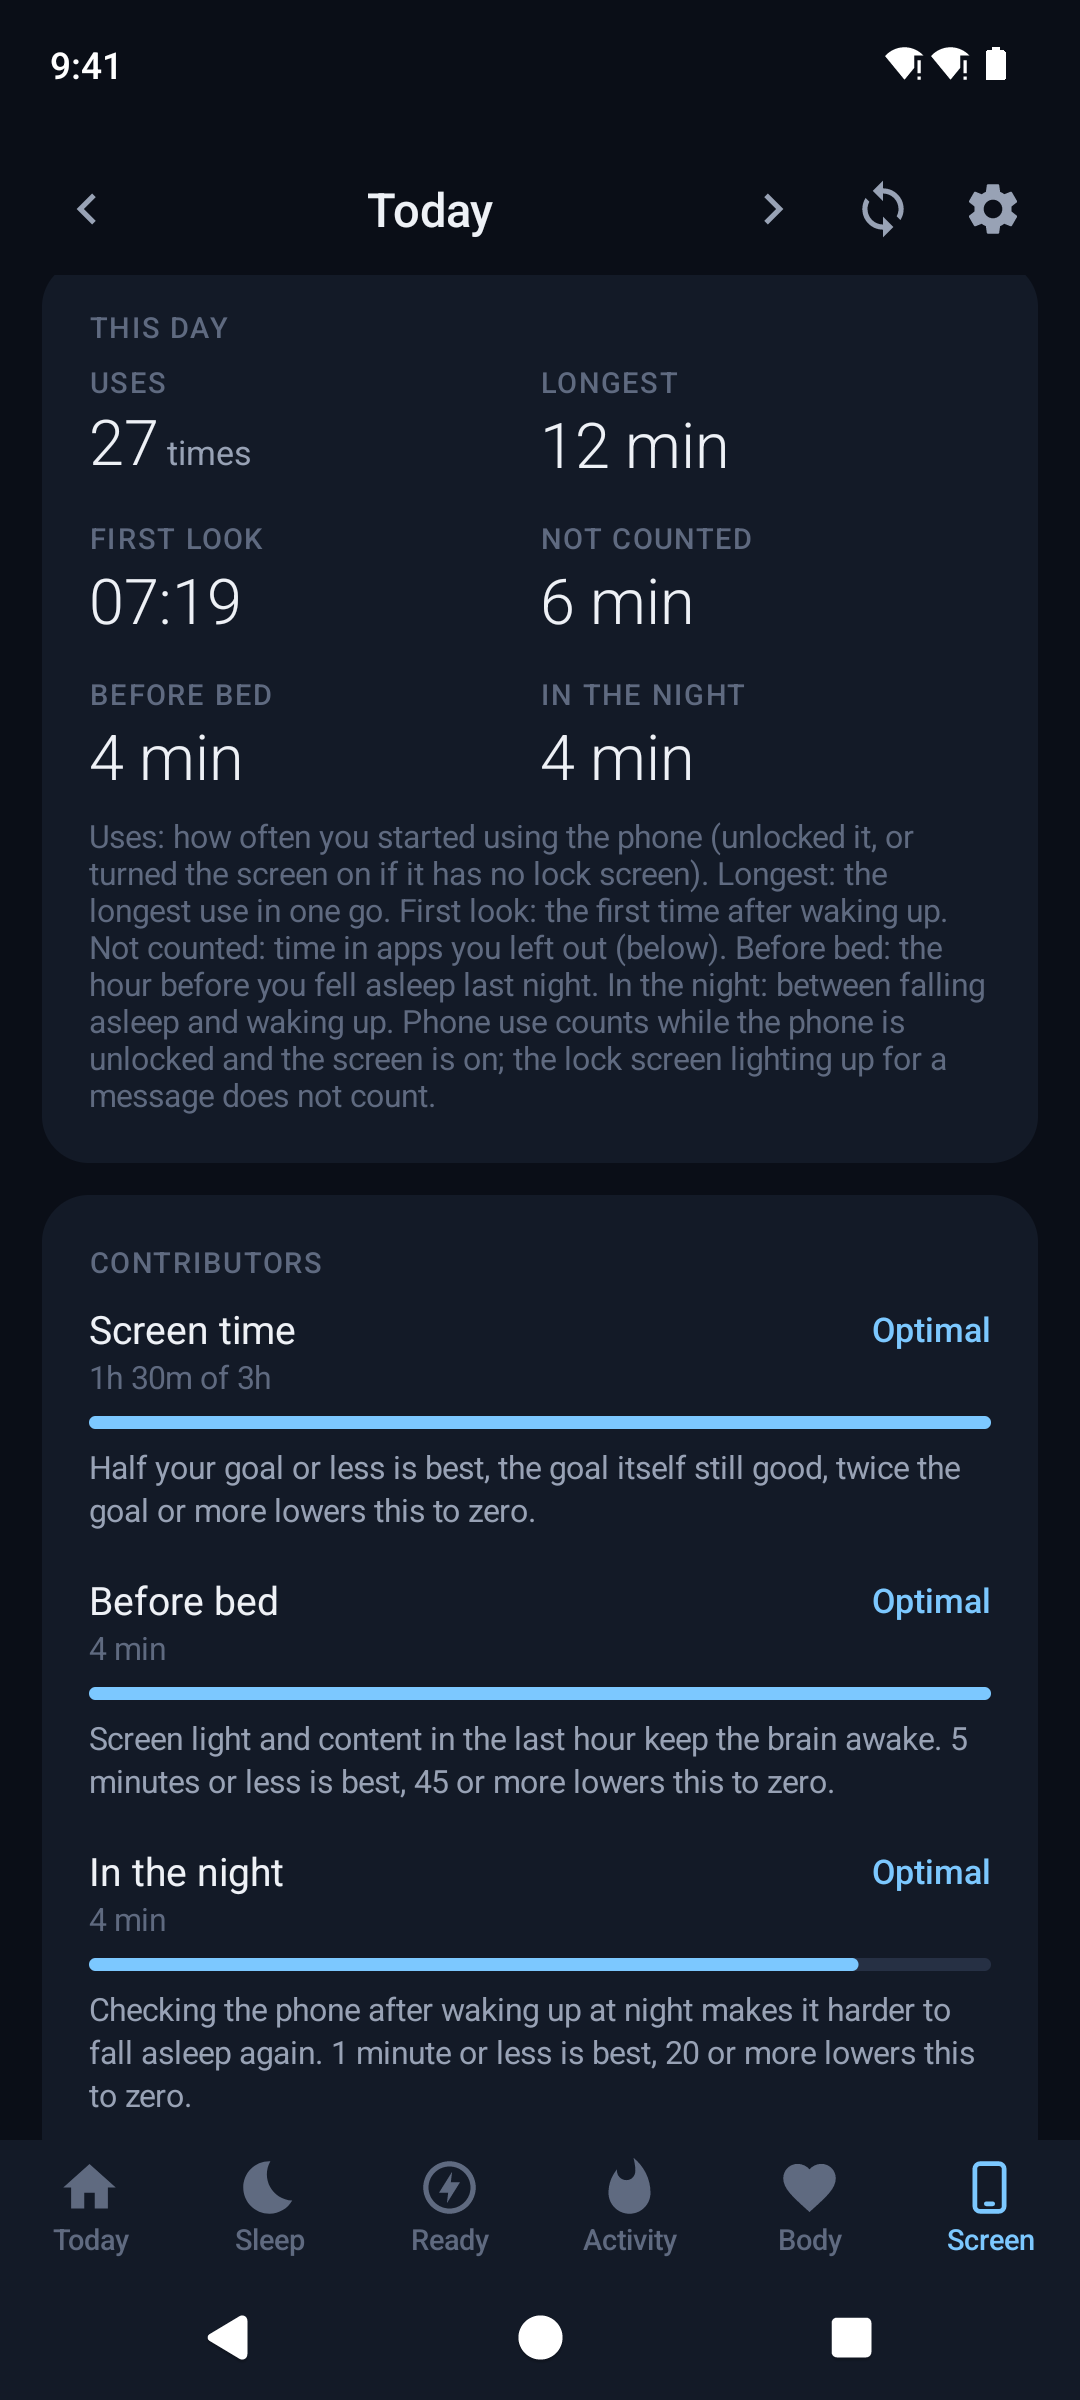 9:41
Today
THIS DAY
USES
LONGEST
27 times
12 min
FIRST LOOK
NOT COUNTED
07:19
6 min
BEFORE BED
IN THE NIGHT
4 min
4 min
Uses: how often you started using the phone (unlocked it, or
turned the screen on if it has no lock screen). Longest: the
longest use in one go. First look: the first time after waking up.
Not counted: time in apps you left out (below). Before bed: the
hour before you fell asleep last night. In the night: between falling
asleep and waking up. Phone use counts while the phone is
unlocked and the screen is on; the lock screen lighting up for a
message does not count.
CONTRIBUTORS
Screen time
Optimal
1h 30m of 3h
Half your goal or less is best, the goal itself still good, twice the
goal or more lowers this to zero.
Before bed
Optimal
4 min
Screen light and content in the last hour keep the brain awake. 5
minutes or less is best, 45 or more lowers this to zero.
In the night
Optimal
4 min
Checking the phone after waking up at night makes it harder to
fall asleep again. 1 minute or less is best, 20 or more lowers this
to zero.
Today
Sleep
Ready
Activity
Body
Screen